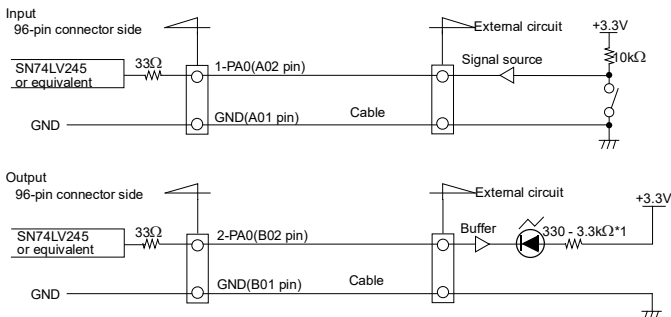 Input
96-pin connector side
External circuit
+3.3V
SN74LV245
or equivalent
33Ω
1-PA0(A02 pin)
Signal source
10kΩ
GND
GND(A01 pin)
Cable
Output
96-pin connector side
External circuit
+3.3V
SN74LV245
or equivalent
33Ω
2-PA0(B02 pin)
Buffer
330 - 3.3kΩ*1
GND
GND(B01 pin)
Cable